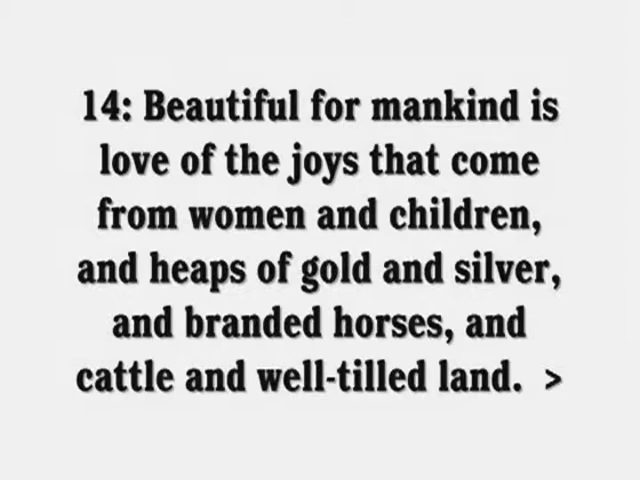 14: Beautiful for mankind is
love of the joys that come
from women and children,
and heaps of gold and silver,
and branded horses, and
cattle and well-tilled land.  >